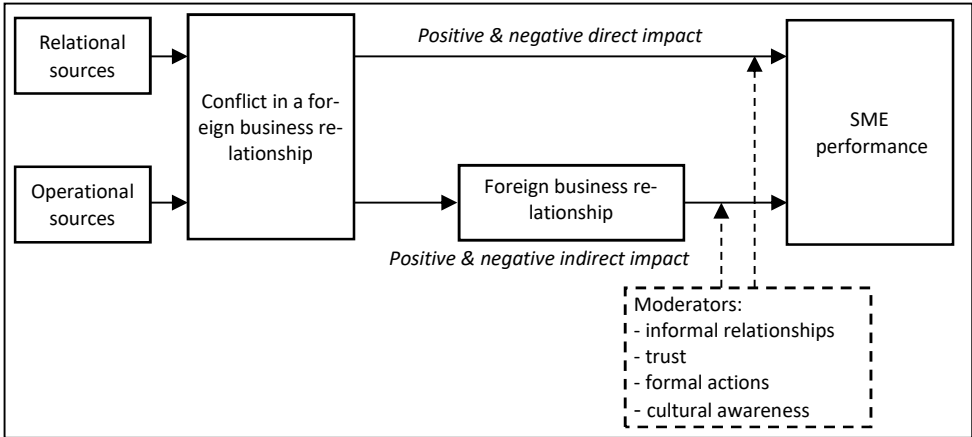 Relational
sources
Operational
sources
Conflict in a for-
eign business re-
lationship
Positive & negative direct impact
Foreign business re-
lationship
Positive & negative indirect impact
SME
performance
Moderators:
- informal relationships
- trust
- formal actions
- cultural awareness